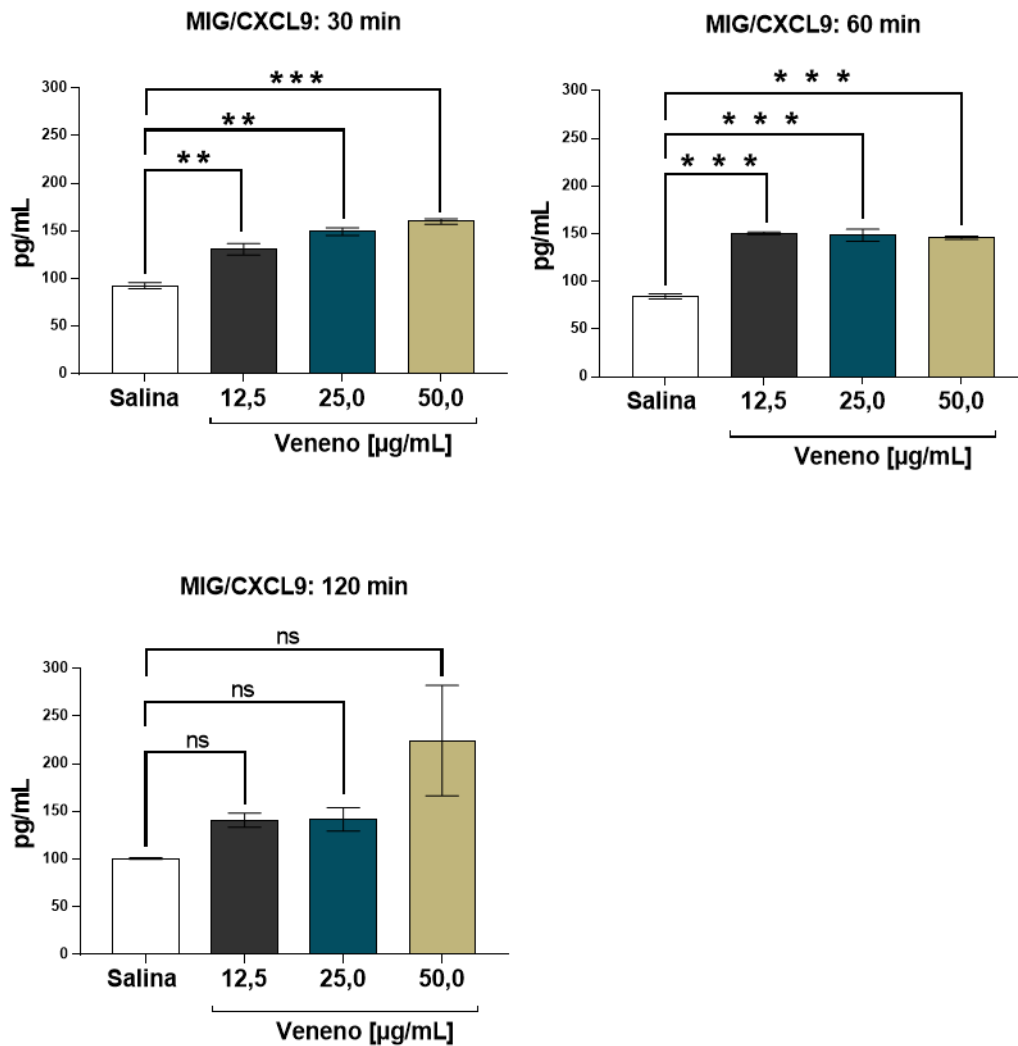 MIG/CXCL9: 30 min
***
**
**
300
250
200
150
100
50
0
pg/mL
Salina 12,5 25,0 50,0
Veneno [µg/mL]
MIG/CXCL9: 60 min
* * *
* * *
* * *
300
250
200
150
100
50
0
pg/mL
Salina 12,5 25,0 50,0
Veneno [µg/mL]
MIG/CXCL9: 120 min
ns
ns
ns
300
250
200
150
100
50
0
pg/mL
Salina 12,5 25,0 50,0
Veneno [µg/mL]